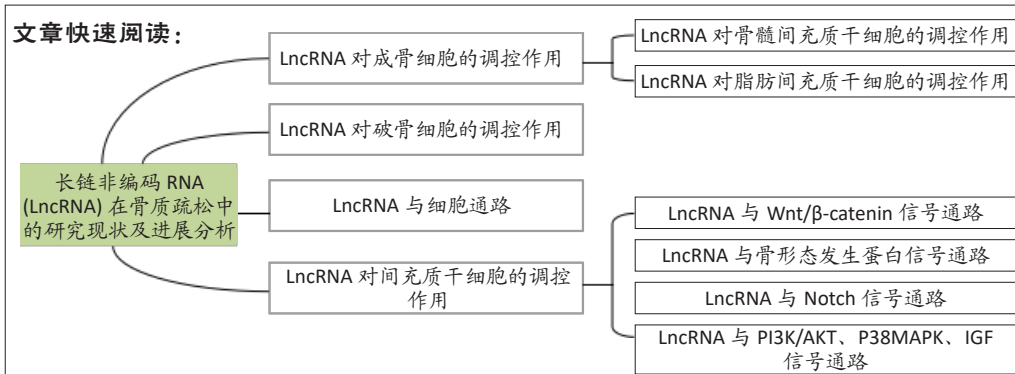 文章快速阅读：
长链非编码 RNA
(LncRNA) 在骨质疏松中
的研究现状及进展分析
LncRNA 对成骨细胞的调控作用
LncRNA 对骨髓间充质干细胞的调控作用
LncRNA 对脂肪间充质干细胞的调控作用
LncRNA 对破骨细胞的调控作用
LncRNA 与细胞通路
LncRNA 对间充质干细胞的调控
作用
LncRNA 与 Wnt/β-catenin 信号通路
LncRNA 与骨形态发生蛋白信号通路
LncRNA 与 Notch 信号通路
LncRNA 与 PI3K/AKT、P38MAPK、IGF
信号通路